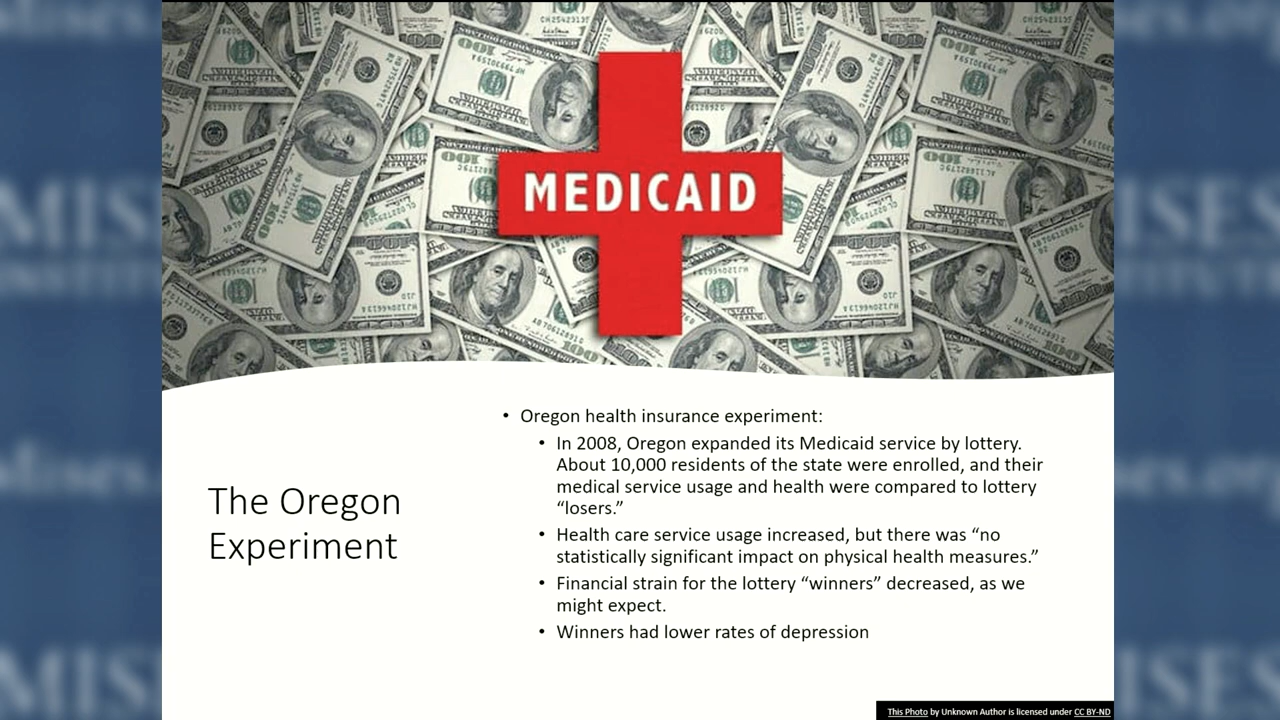 MEDICAID
The Oregon
Experiment
• Oregon health insurance experiment:
• In 2008, Oregon expanded its Medicaid service by lottery.
About 10,000 residents of the state were enrolled, and their
medical service usage and health were compared to lottery
“losers.”
• Health care service usage increased, but there was “no
statistically significant impact on physical health measures.”
• Financial strain for the lottery “winners” decreased, as we
might expect.
• Winners had lower rates of depression
This Photo by Unknown Author is licensed under CC BY-ND